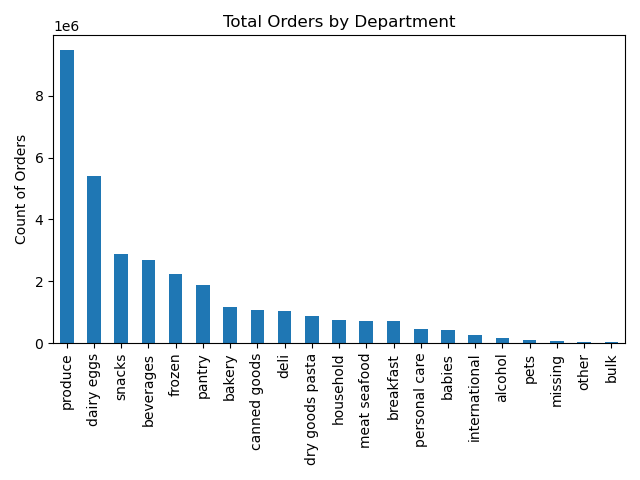 Total Orders by Department
1e6
Count of Orders
8
6
4
2
0
produce
dairy eggs
snacks
beverages
frozen
pantry
bakery
canned goods
deli
dry goods pasta
household
meat seafood
breakfast
personal care
babies
international
alcohol
pets
missing
other
bulk